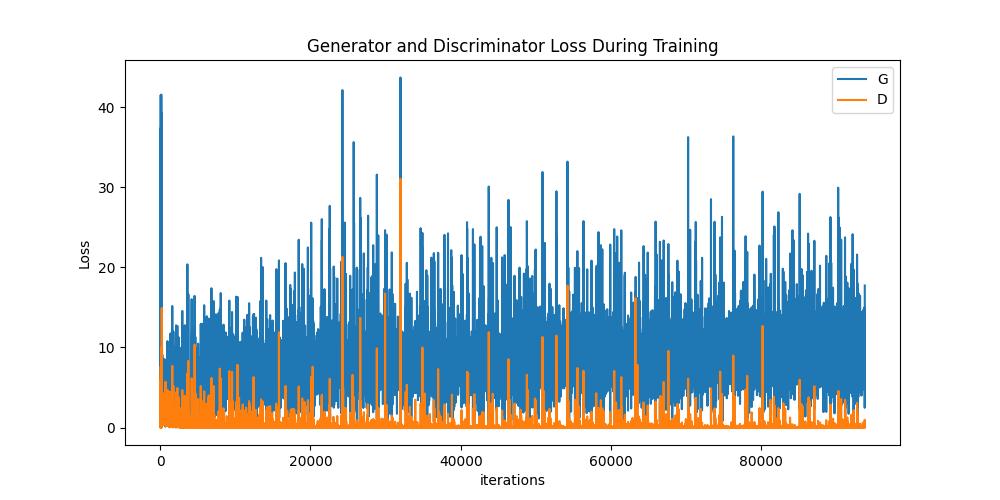 Generator and Discriminator Loss During Training
G
D
Loss
40
30
20
10
0
0 20000 40000 60000 80000
iterations